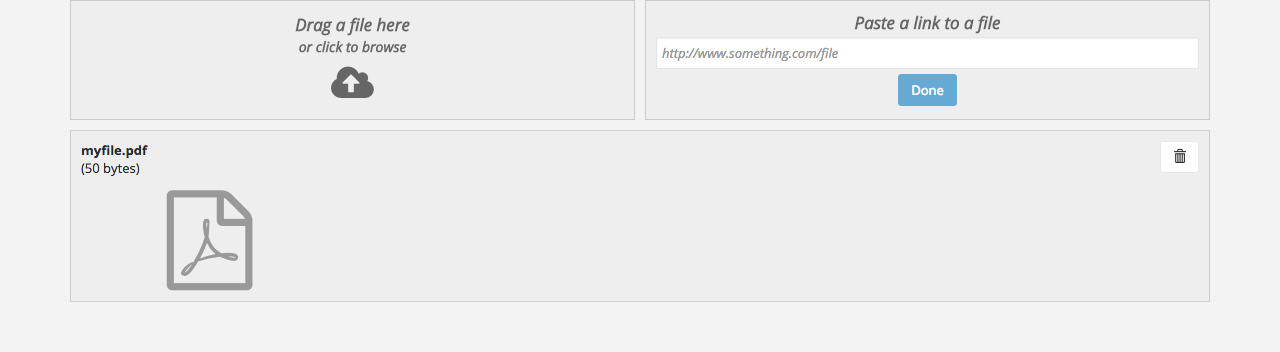 Drag a file here
or click to browse
Paste a link to a file
http://www.something.com/file
Done
myfile.pdf
(50 bytes)